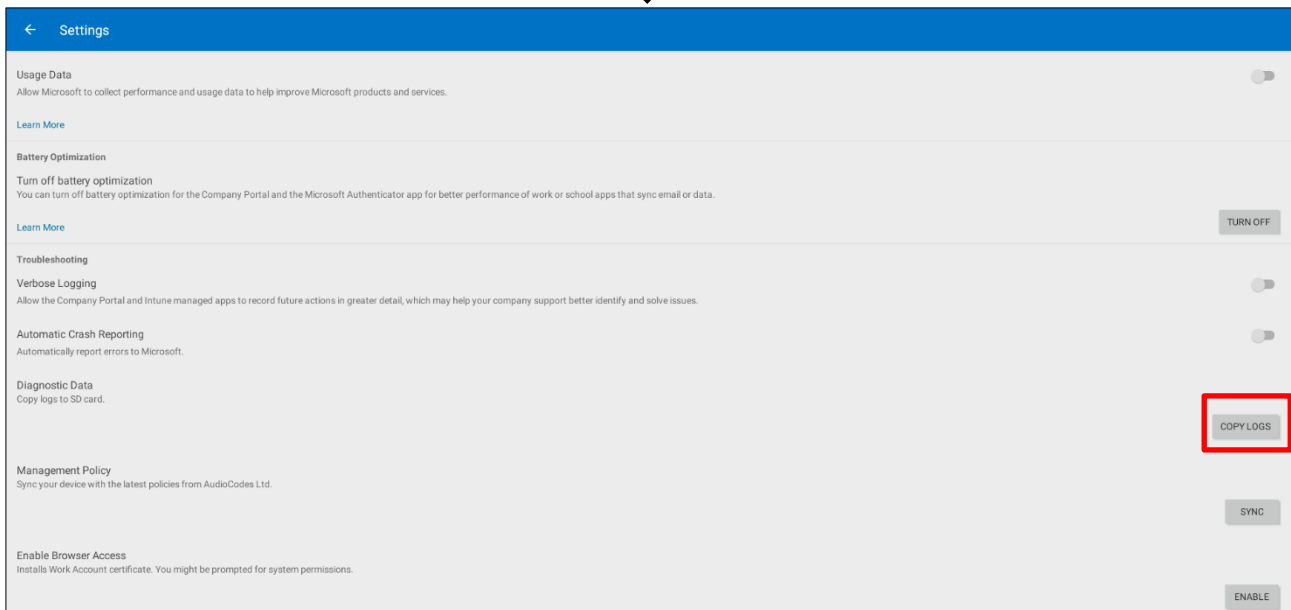 Settings
Usage Data
Allow Microsoft to collect performance and usage data to help improve Microsoft products and services.
Learn More
Battery Optimization
Turn off battery optimization
You can turn off battery optimization for the Company Portal and the Microsoft Authenticator app for better performance of work or school apps that sync email or data.
TURN OFF
Learn More
Troubleshooting
Verbose Logging
Allow the Company Portal and Intune managed apps to record future actions in greater detail, which may help your company support better identify and solve issues.
Automatic Crash Reporting
Automatically report errors to Microsoft.
Diagnostic Data
Copy logs to SD card.
COPY LOGS
Management Policy
Sync your device with the latest policies from AudioCodes Ltd.
SYNC
Enable Browser Access
Installs Work Account certificate. You might be prompted for system permissions.
ENABLE